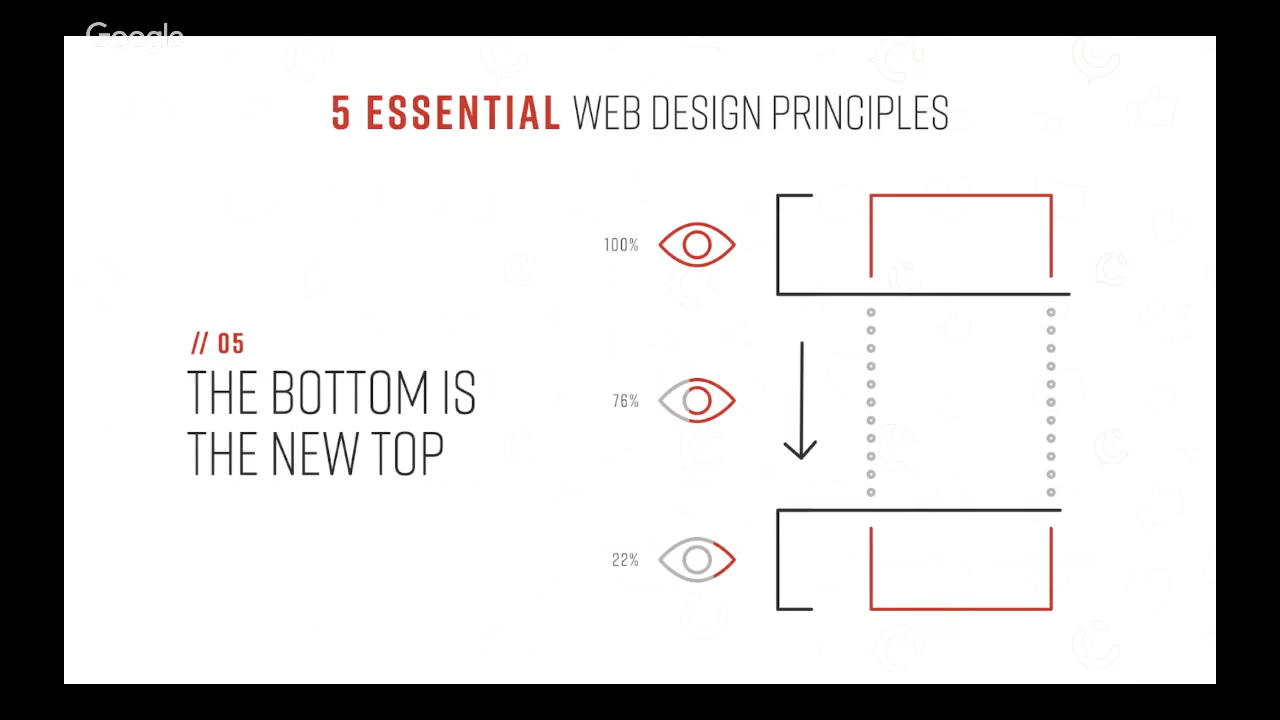 Google
5 ESSENTIAL WEB DESIGN PRINCIPLES
100%
// 05
THE BOTTOM IS
THE NEW TOP
76%
22%